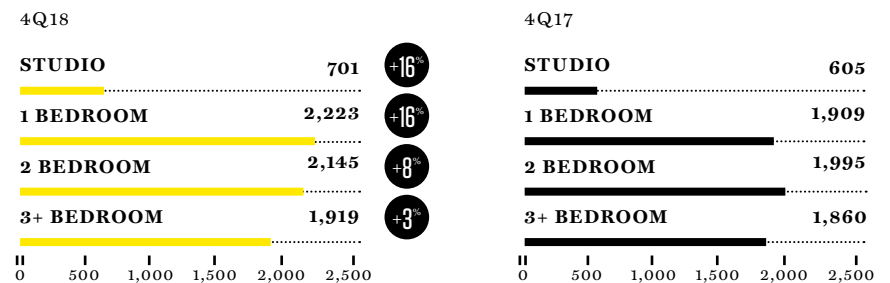 4Q18
STUDIO 701 +16%
1 BEDROOM 2,223 +16%
2 BEDROOM 2,145 +8%
3+ BEDROOM 1,919 +3%
0 500 1,000 1,500 2,000 2,500
4Q17
STUDIO 605
1 BEDROOM 1,909
2 BEDROOM 1,995
3+ BEDROOM 1,860
0 500 1,000 1,500 2,000 2,500